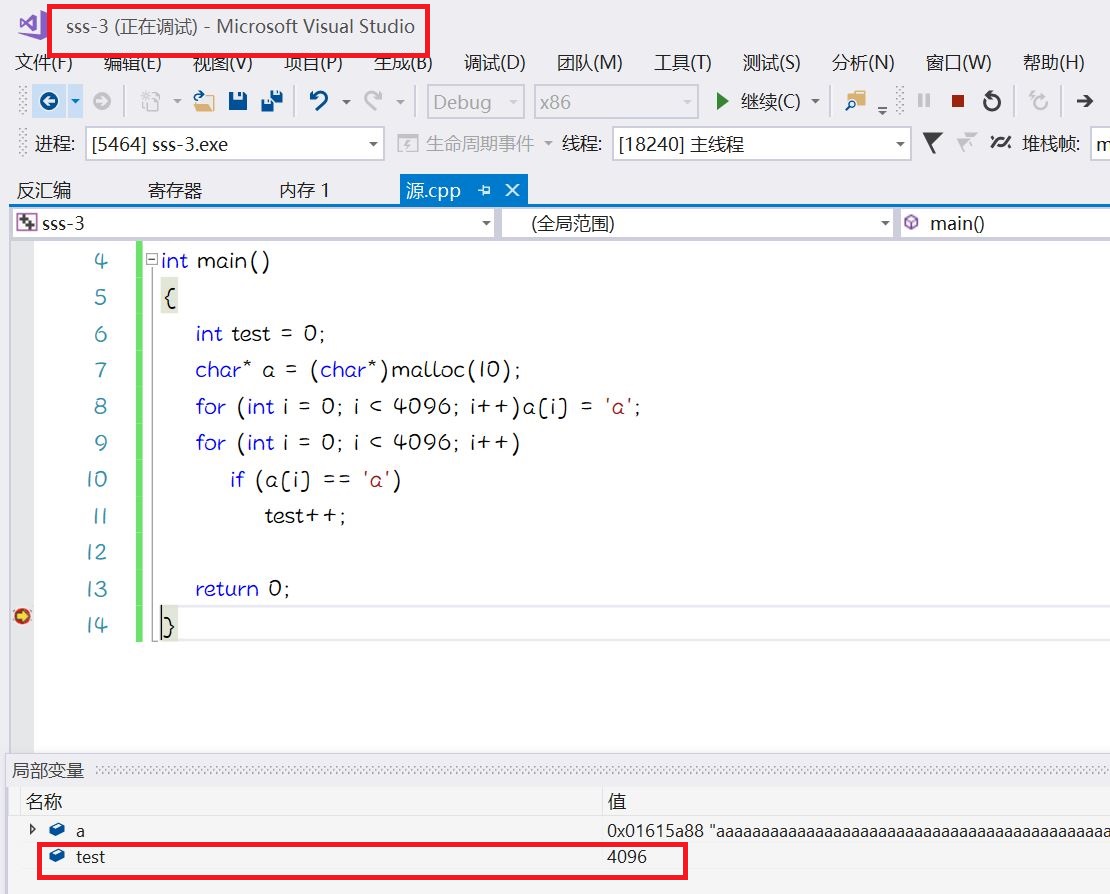 sss-3 (正在调试) - Microsoft Visual Studio
文件(F) 编辑(E) 视图(V) 项目(P) 生成(B) 调试(D) 团队(M) 工具(T) 测试(S) 分析(N) 窗口(W) 帮助(H)
Debug x86 继续(C)
进程: [5464] sss-3.exe 生命周期事件 线程: [18240] 主线程 堆栈帧: m
反汇编 寄存器 内存 1 源.cpp
sss-3 (全局范围) main()
4 int main()
5 {
6 int test = 0;
7 char* a = (char*)malloc(10);
8 for (int i = 0; i < 4096; i++)a[i] = 'a';
9 for (int i = 0; i < 4096; i++)
10 if (a[i] == 'a')
11 test++;
12
13 return 0;
14 }
局部变量
名称 值
a 0x01615a88 "aaaaaaaaaaaaaaaaaaaaaaaaaaaaaaaaaaaaaaaaaaaa
test 4096